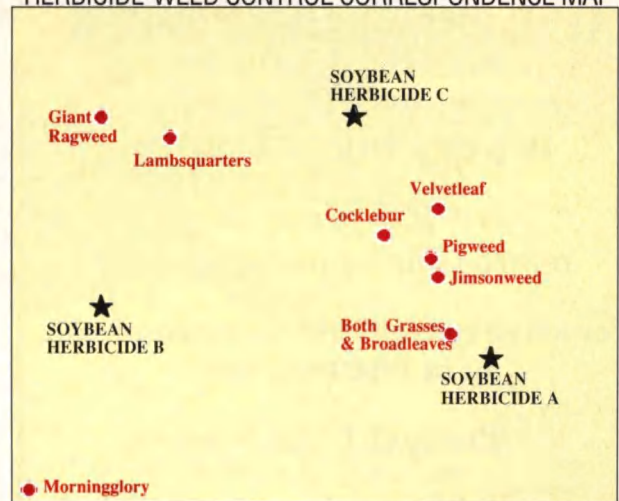 HERBICIDE-WEED CONTROL CORRESPONDENCE MAP
SOYBEAN
HERBICIDE C
Giant
Ragweed
Lambsquarters
Velvetleaf
Cocklebur
Pigweed
Jimsonweed
Both Grasses
& Broadleaves
SOYBEAN
HERBICIDE B
SOYBEAN
HERBICIDE A
Morningglory